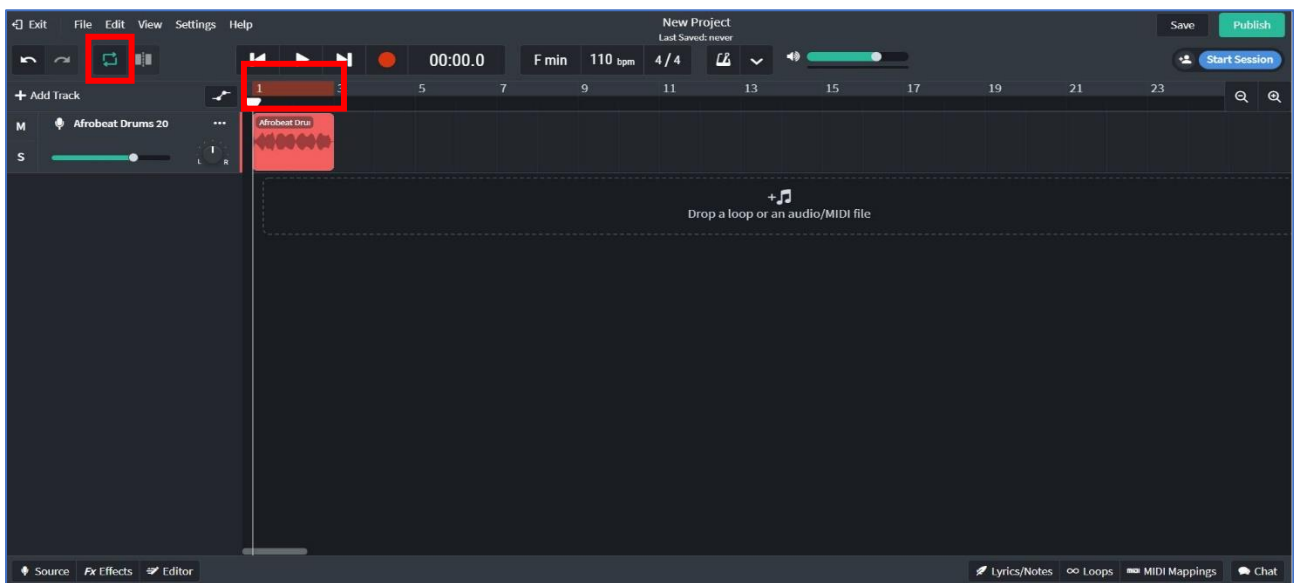 Exit File Edit View Settings Help New Project Save Publish
Last Saved: never
00:00.0 F min 110 bpm 4/4 Start Session
+ Add Track 1 3 5 7 9 11 13 15 17 19 21 23
M Afrobeat Drums 20 ... Afrobeat Dru
S L R
Drop a loop or an audio/MIDI file
Source Fx Effects Editor Lyrics/Notes Loops MIDI Mappings Chat